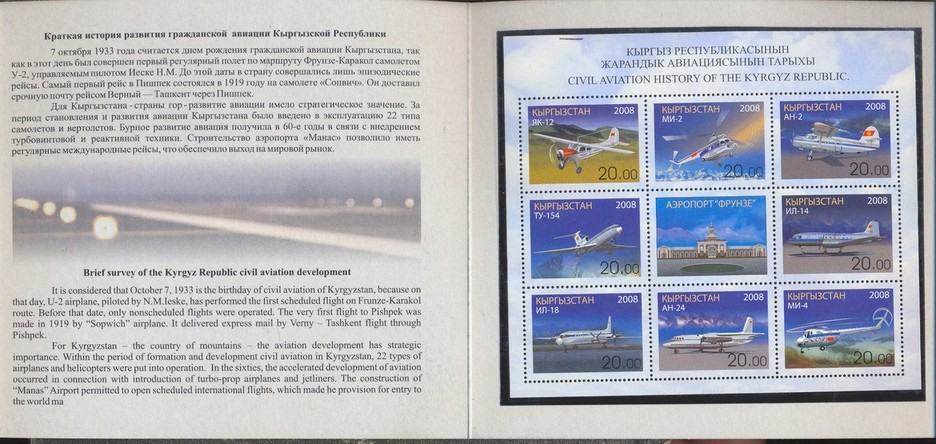 Краткая история развития гражданской авиации Кыргызской Республики
7 октября 1933 года считается днем рождения гражданской авиации Кыргызстана, так
как в этот день был совершен первый регулярный полет по маршруту Фрунзе-Каракол самолетом
У-2, управляемым пилотом Иеске Н.М. До этой даты в страну совершались лишь эпизодические
рейсы. Самый первый рейс в Пишпек состоялся в 1919 году на самолете «Сопвич». Он доставил
срочную почту рейсом Верный — Ташкент через Пишпек.
Для Кыргызстана - страны гор - развитие авиации имело стратегическое значение. За
период становления и развития авиации Кыргызстана было введено в эксплуатацию 22 типа
самолетов и вертолетов. Бурное развитие авиация получила в 60-е годы в связи с внедрением
турбовинтовой и реактивной техники. Строительство аэропорта «Манас» позволило иметь
регулярные международные рейсы, что обеспечило выход на мировой рынок.
Brief survey of the Kyrgyz Republic civil aviation development
It is considered that October 7, 1933 is the birthday of civil aviation of Kyrgyzstan, because on
that day, U-2 airplane, piloted by N.M.Ieske, has performed the first scheduled flight on Frunze-Karakol
route. Before that date, only nonscheduled flights were operated. The very first flight to Pishpek was
made in 1919 by "Sopwich" airplane. It delivered express mail by Verny – Tashkent flight through
Pishpek.
For Kyrgyzstan – the country of mountains – the aviation development has strategic
importance. Within the period of formation and development civil aviation in Kyrgyzstan, 22 types of
airplanes and helicopters were put into operation. In the sixties, the accelerated development of aviation
occurred in connection with introduction of turbo-prop airplanes and jetliners. The construction of
"Manas" Airport permitted to open scheduled international flights, which made he provision for entry to
the world ma
КЫРГЫЗ РЕСПУБЛИКАСЫНЫН
ЖАРАНДЫК АВИАЦИЯСЫНЫН ТАРЫХЫ
CIVIL AVIATION HISTORY OF THE KYRGYZ REPUBLIC.
КЫРГЫЗСТАН 2008
ЯК-12
20.00
КЫРГЫЗСТАН 2008
МИ-2
20.00
КЫРГЫЗСТАН 2008
АН-2
20.00
КЫРГЫЗСТАН 2008
ТУ-154
20.00
АЭРОПОРТ "ФРУНЗЕ"
КЫРГЫЗСТАН 2008
ИЛ-14
20.00
КЫРГЫЗСТАН 2008
ИЛ-18
20.00
КЫРГЫЗСТАН 2008
АН-24
20.00
КЫРГЫЗСТАН 2008
МИ-4
20.00